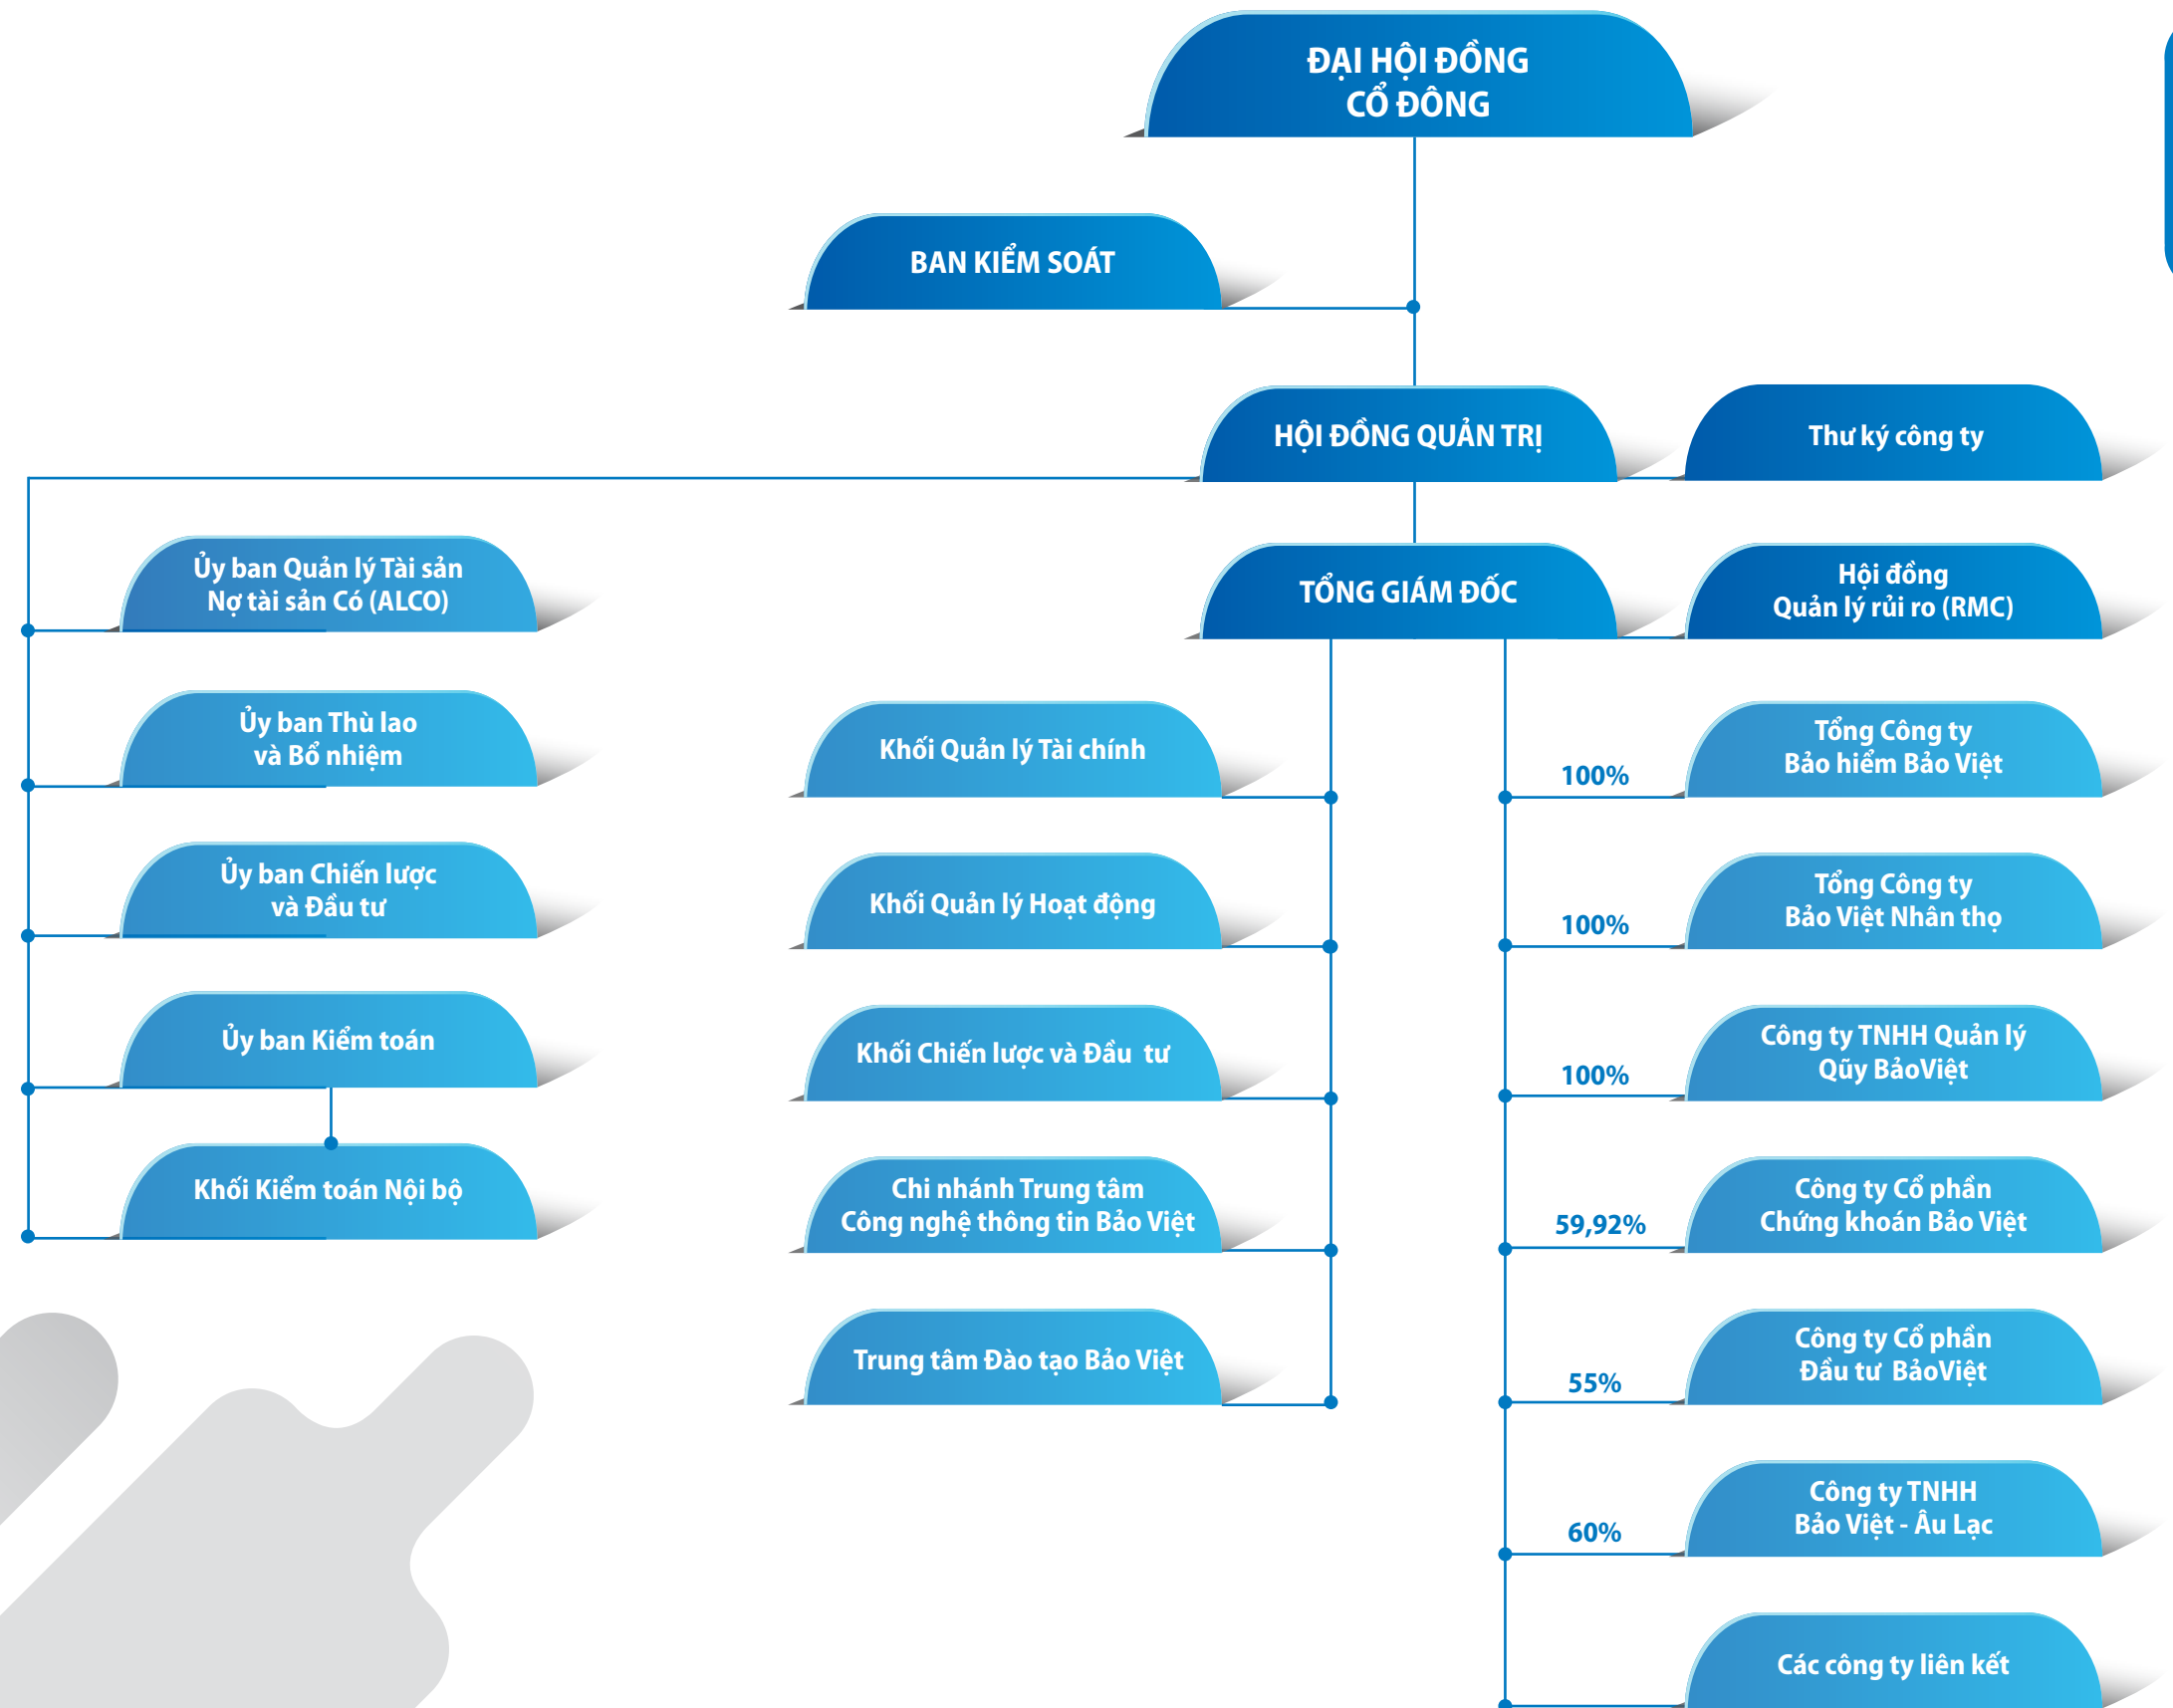 ĐẠI HỘI ĐỒNG
CỔ ĐÔNG
BAN KIỂM SOÁT
HỘI ĐỒNG QUẢN TRỊ
Thư ký công ty
TỔNG GIÁM ĐỐC
Hội đồng
Quản lý rủi ro (RMC)
Ủy ban Quản lý Tài sản
Nợ tài sản Có (ALCO)
Ủy ban Thù lao
và Bổ nhiệm
Ủy ban Chiến lược
và Đầu tư
Ủy ban Kiểm toán
Khối Kiểm toán Nội bộ
Khối Quản lý Tài chính
Khối Quản lý Hoạt động
Khối Chiến lược và Đầu tư
Chi nhánh Trung tâm
Công nghệ thông tin Bảo Việt
Trung tâm Đào tạo Bảo Việt
100%
Tổng Công ty
Bảo hiểm Bảo Việt
100%
Tổng Công ty
Bảo Việt Nhân thọ
100%
Công ty TNHH Quản lý
Qũy BảoViệt
59,92%
Công ty Cổ phần
Chứng khoán Bảo Việt
55%
Công ty Cổ phần
Đầu tư BảoViệt
60%
Công ty TNHH
Bảo Việt - Âu Lạc
Các công ty liên kết